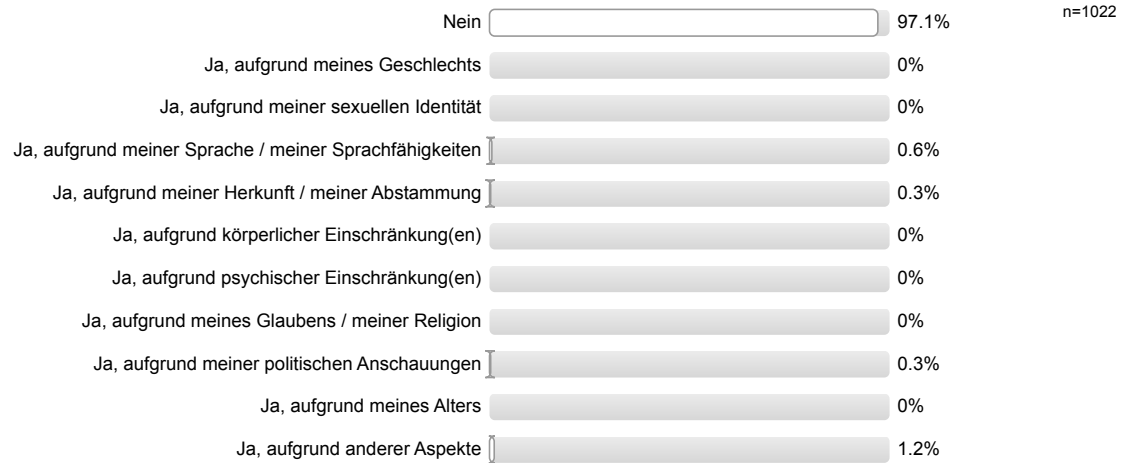 Nein 97.1% n=1022
Ja, aufgrund meines Geschlechts 0%
Ja, aufgrund meiner sexuellen Identität 0%
Ja, aufgrund meiner Sprache / meiner Sprachfähigkeiten 0.6%
Ja, aufgrund meiner Herkunft / meiner Abstammung 0.3%
Ja, aufgrund körperlicher Einschränkung(en) 0%
Ja, aufgrund psychischer Einschränkung(en) 0%
Ja, aufgrund meines Glaubens / meiner Religion 0%
Ja, aufgrund meiner politischen Anschauungen 0.3%
Ja, aufgrund meines Alters 0%
Ja, aufgrund anderer Aspekte 1.2%